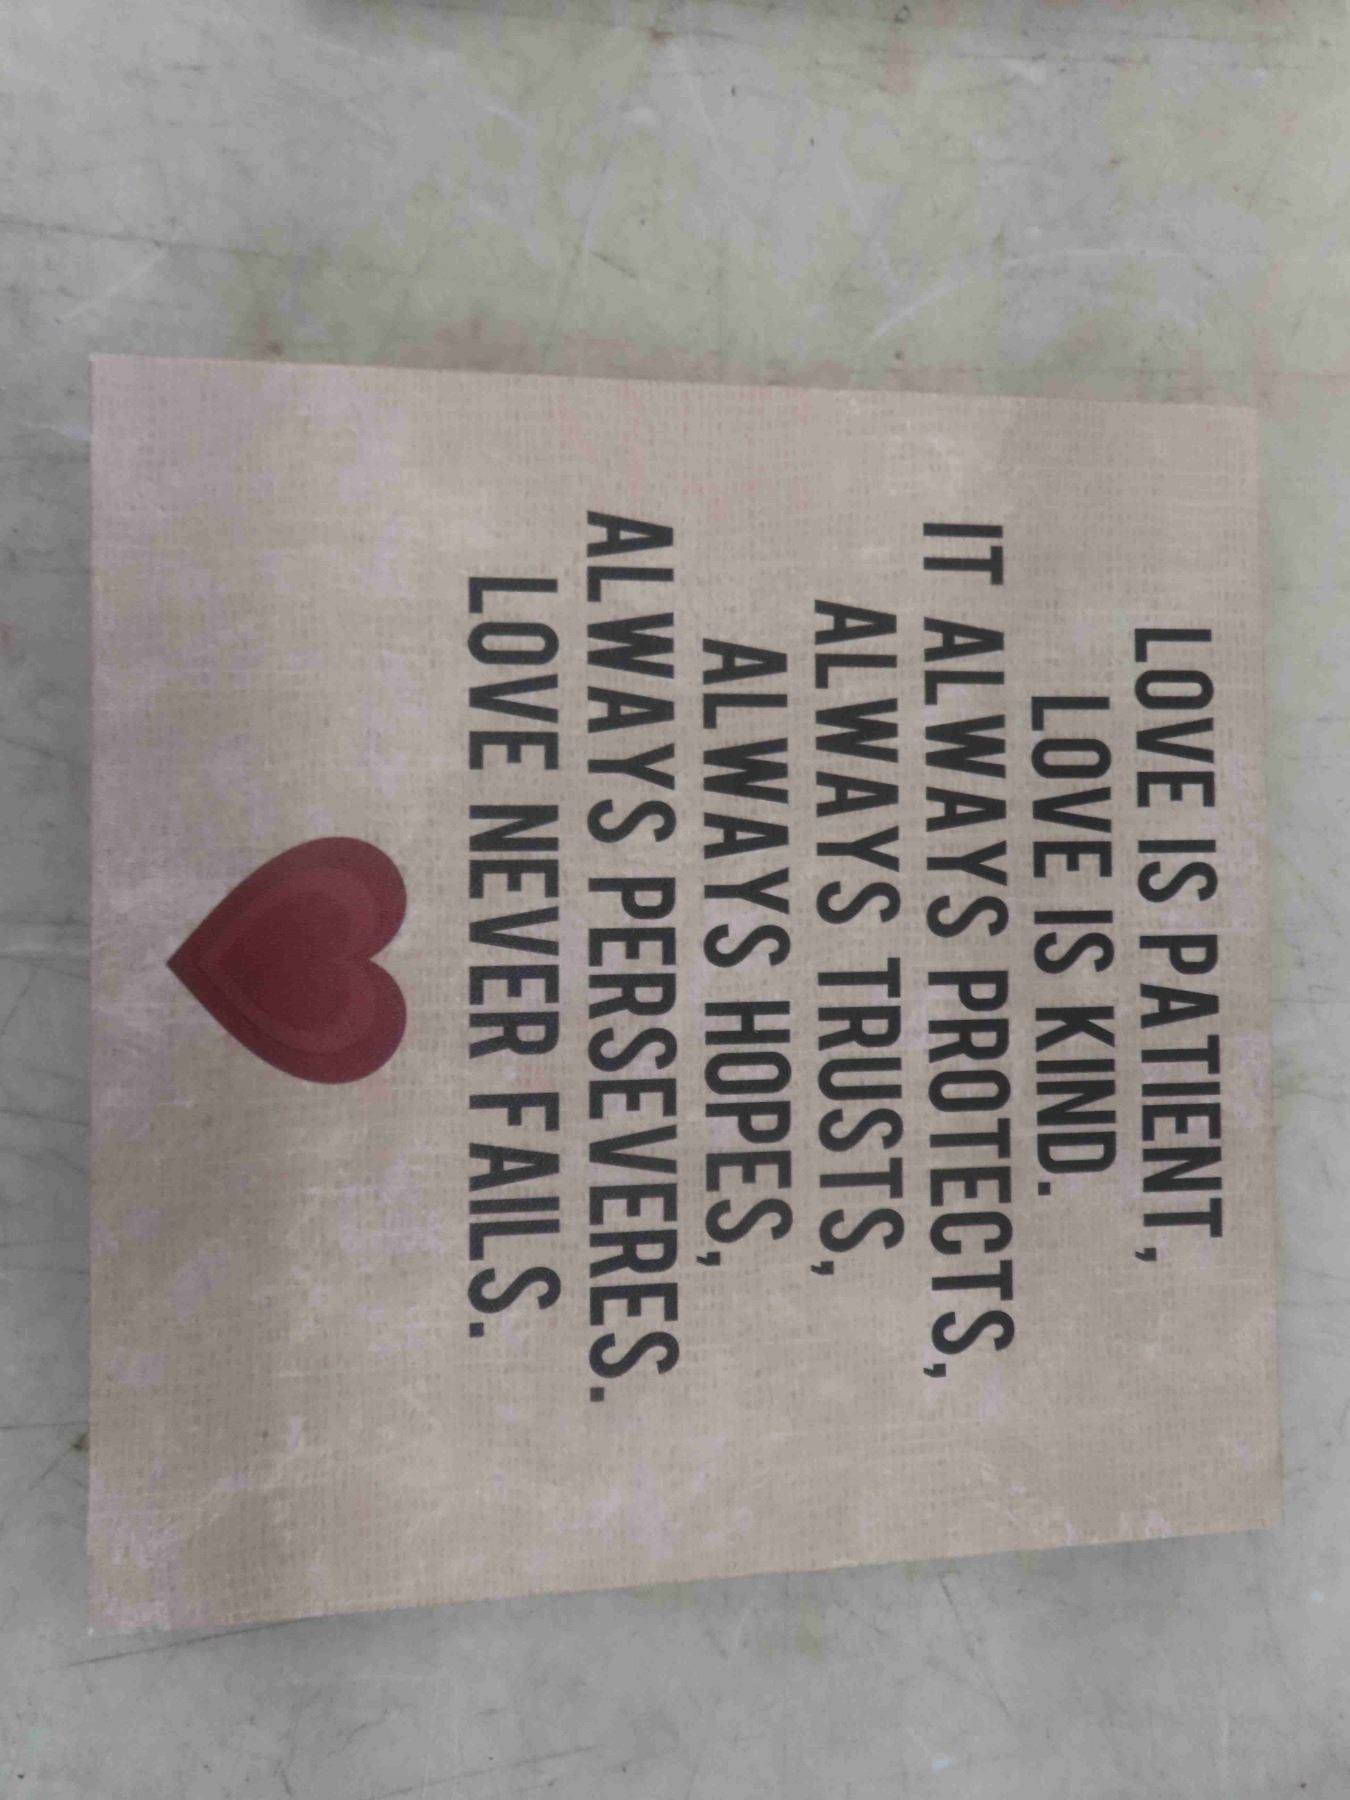 LOVE IS PATIENT,
LOVE IS KIND.
IT ALWAYS PROTECTS,
ALWAYS TRUSTS,
ALWAYS HOPES,
ALWAYS PERSEVERES.
LOVE NEVER FAILS.